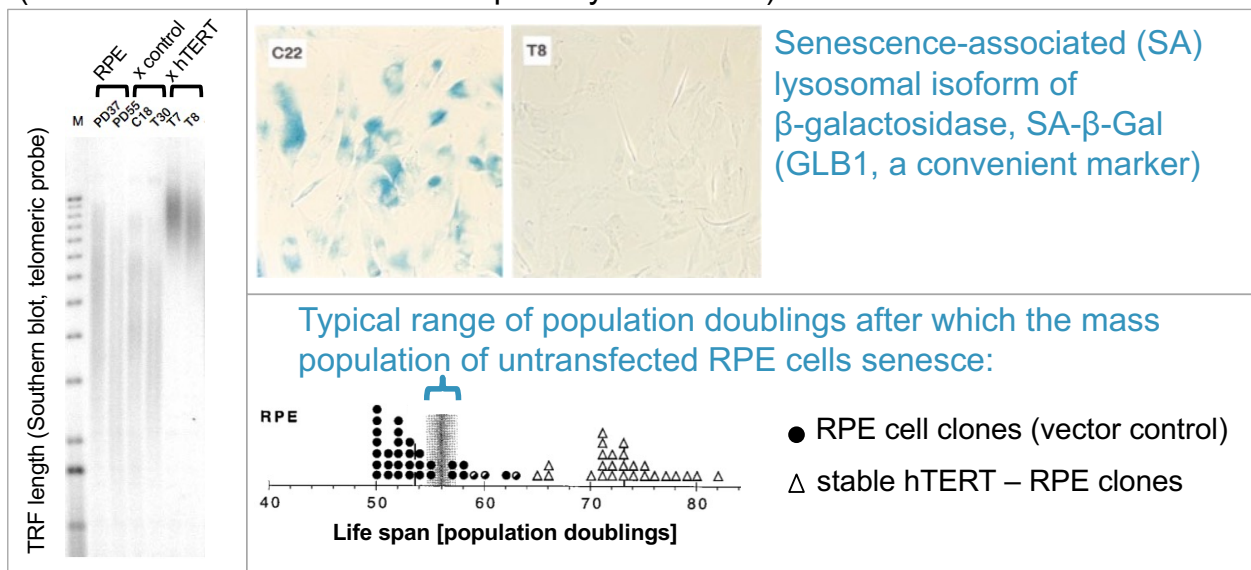 RPE
x control
x hTERT
M
PD37
PD55
C18
T30
T7
T8
TRF length (Southern blot, telomeric probe)
C22
T8
Senescence-associated (SA)
lysosomal isoform of
β-galactosidase, SA-β-Gal
(GLB1, a convenient marker)
Typical range of population doublings after which the mass
population of untransfected RPE cells senesce:
RPE
40 50 60 70 80
Life span [population doublings]
RPE cell clones (vector control)
stable hTERT – RPE clones